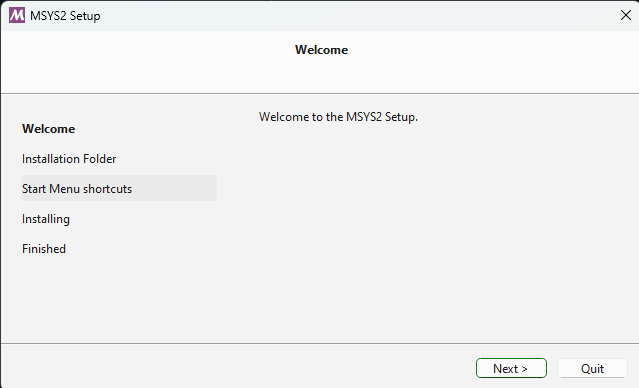 MSYS2 Setup
Welcome
Welcome
Installation Folder
Start Menu shortcuts
Installing
Finished
Welcome to the MSYS2 Setup.
Next >
Quit